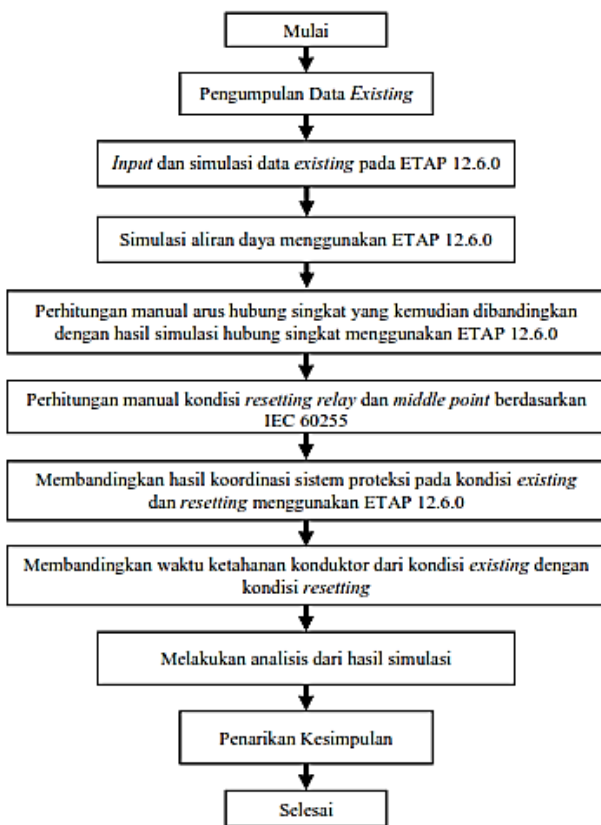 Mulai
Pengumpulan Data Existing
Input dan simulasi data existing pada ETAP 12.6.0
Simulasi aliran daya menggunakan ETAP 12.6.0
Perhitungan manual arus hubung singkat yang kemudian dibandingkan
dengan hasil simulasi hubung singkat menggunakan ETAP 12.6.0
Perhitungan manual kondisi resetting relay dan middle point berdasarkan
IEC 60255
Membandingkan hasil koordinasi sistem proteksi pada kondisi existing
dan resetting menggunakan ETAP 12.6.0
Membandingkan waktu ketahanan konduktor dari kondisi existing dengan
kondisi resetting
Melakukan analisis dari hasil simulasi
Penarikan Kesimpulan
Selesai